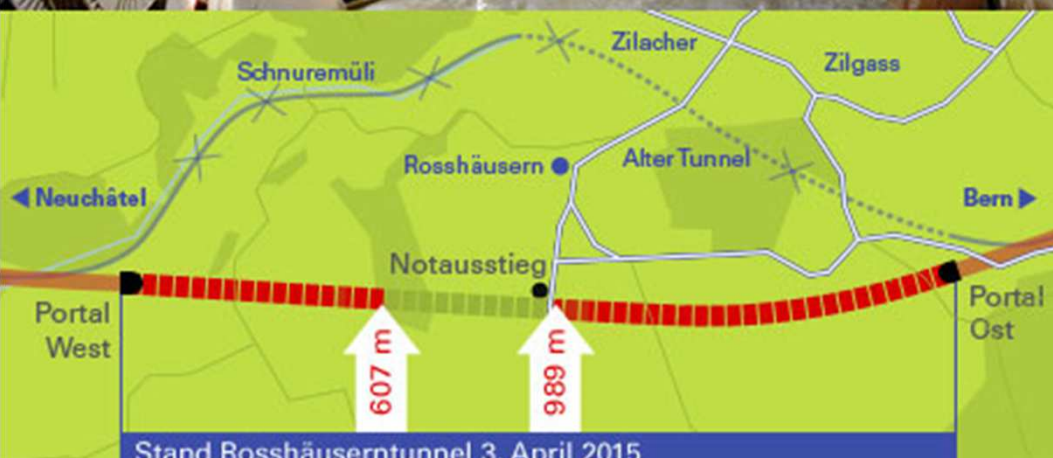 Zilacher
Schnuremüli
Zilgass
Rosshäusern
Alter Tunnel
Neuchâtel
Bern
Notausstieg
Portal
West
Portal
Ost
607 m
989 m
Stand Rosshäuserntunnel 3. April 2015